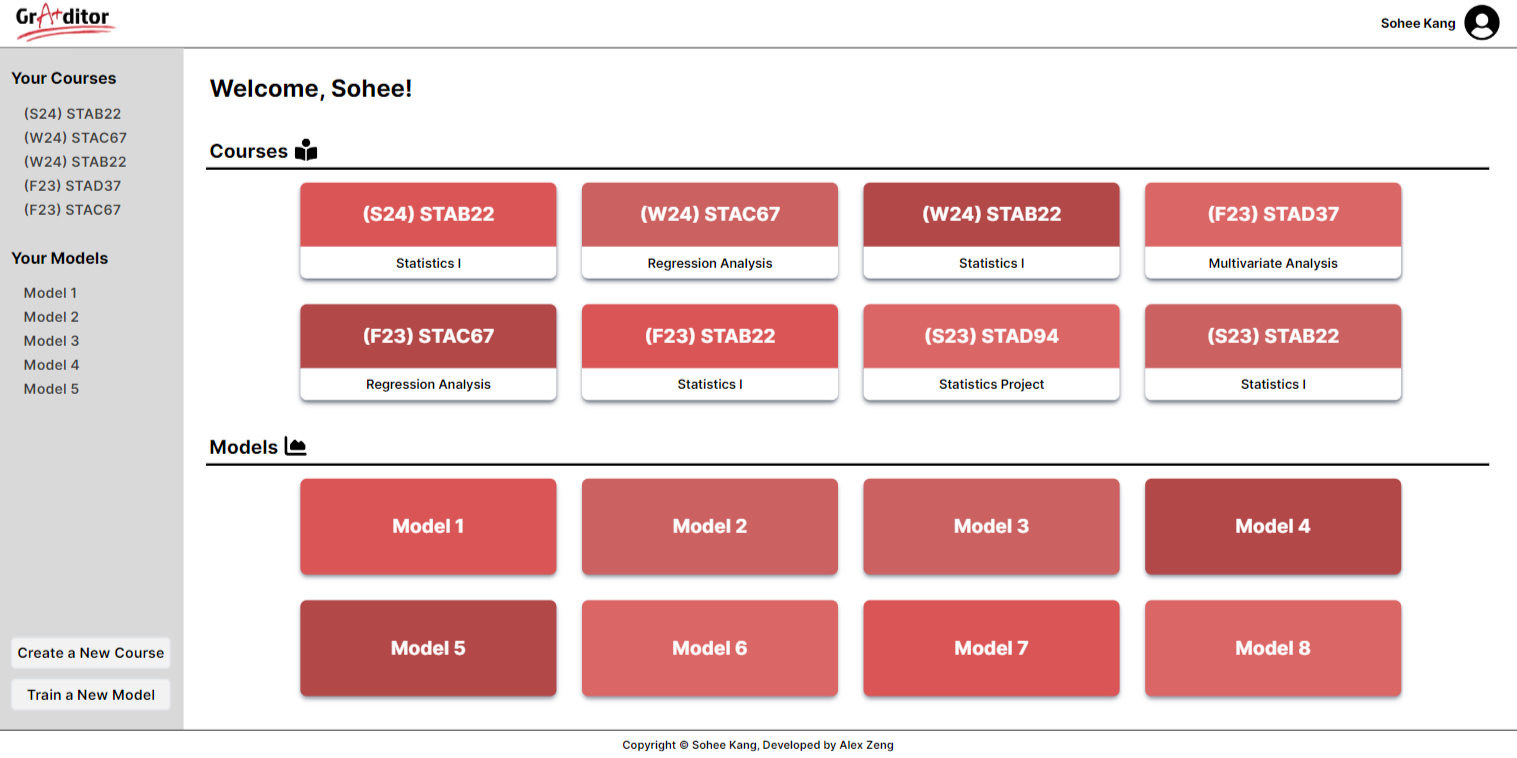 GrA+ditor
Sohee Kang
Your Courses
(S24) STAB22
(W24) STAC67
(W24) STAB22
(F23) STAD37
(F23) STAC67
Your Models
Model 1
Model 2
Model 3
Model 4
Model 5
Create a New Course
Train a New Model
Welcome, Sohee!
Courses
(S24) STAB22
Statistics I
(W24) STAC67
Regression Analysis
(W24) STAB22
Statistics I
(F23) STAD37
Multivariate Analysis
(F23) STAC67
Regression Analysis
(F23) STAB22
Statistics I
(S23) STAD94
Statistics Project
(S23) STAB22
Statistics I
Models
Model 1
Model 2
Model 3
Model 4
Model 5
Model 6
Model 7
Model 8
Copyright © Sohee Kang, Developed by Alex Zeng